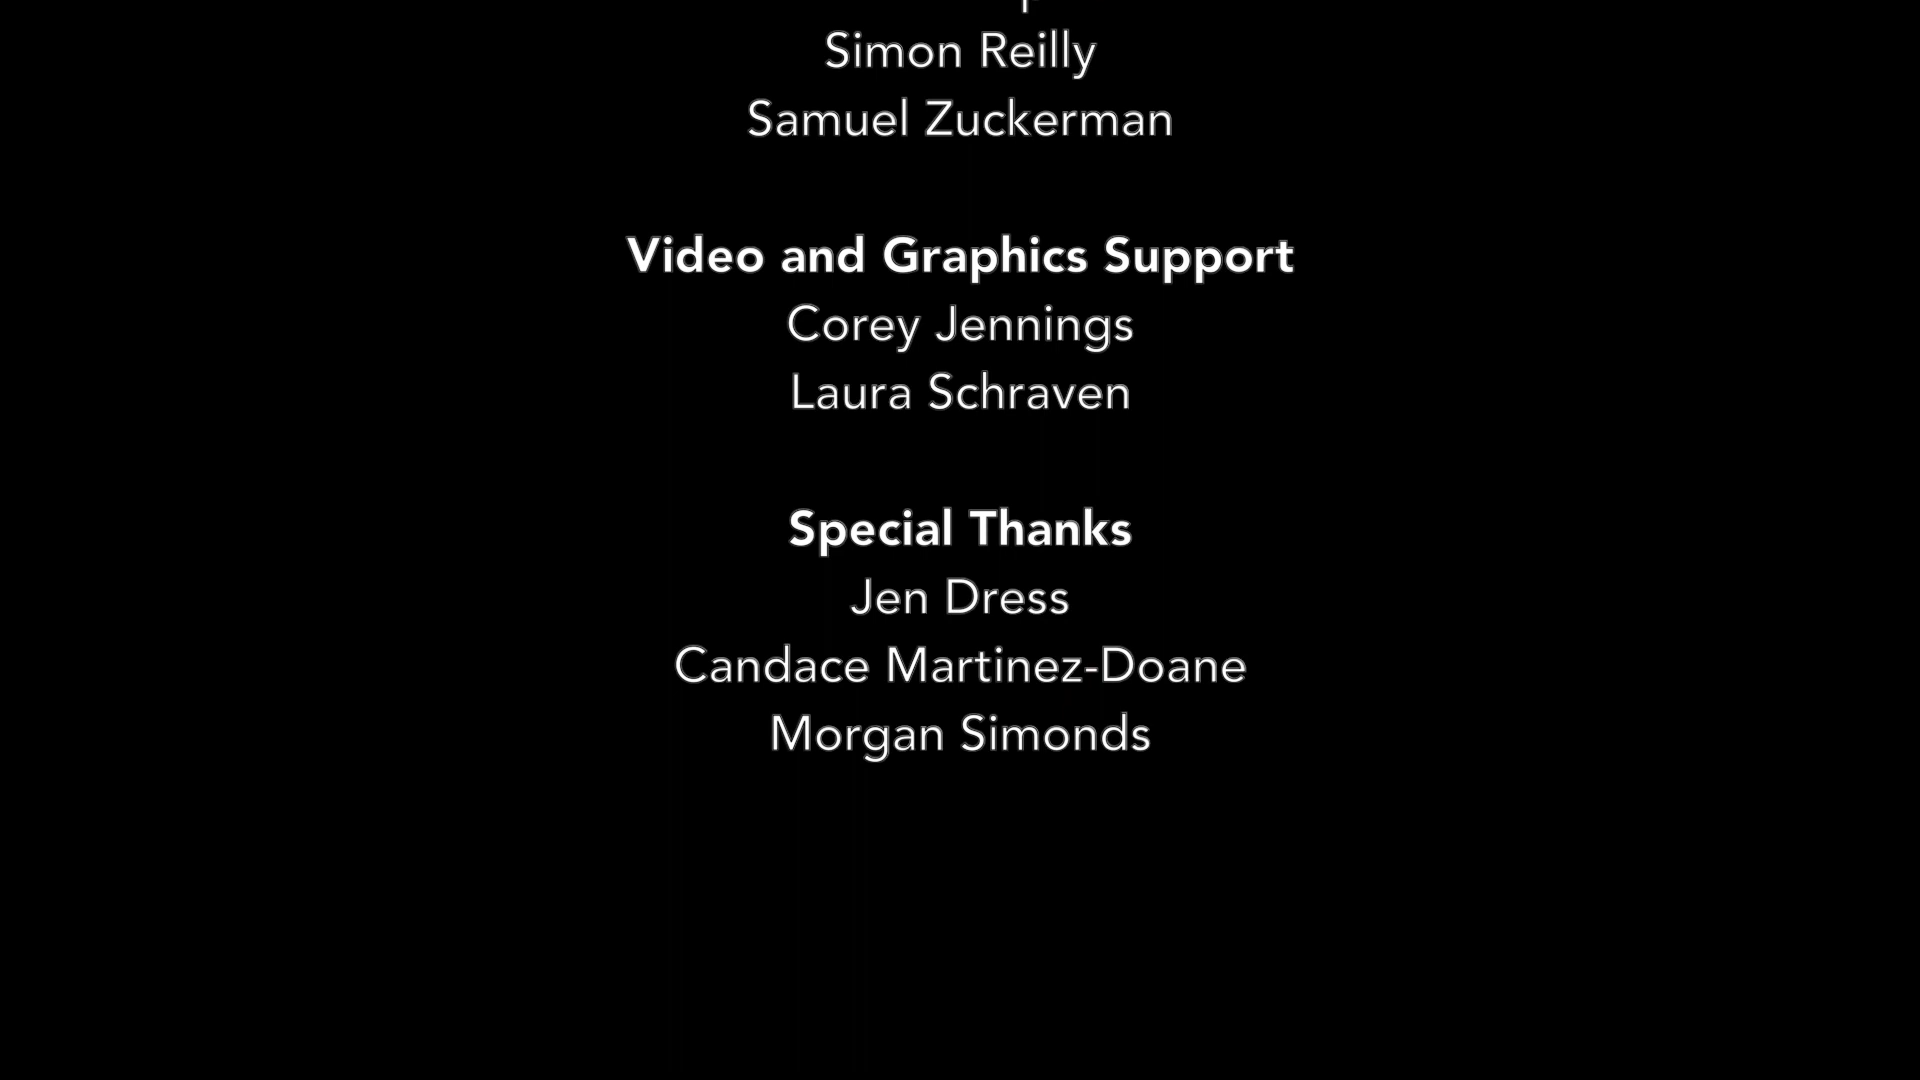 Simon Reilly
Samuel Zuckerman
Video and Graphics Support
Corey Jennings
Laura Schraven
Special Thanks
Jen Dress
Candace Martinez-Doane
Morgan Simonds